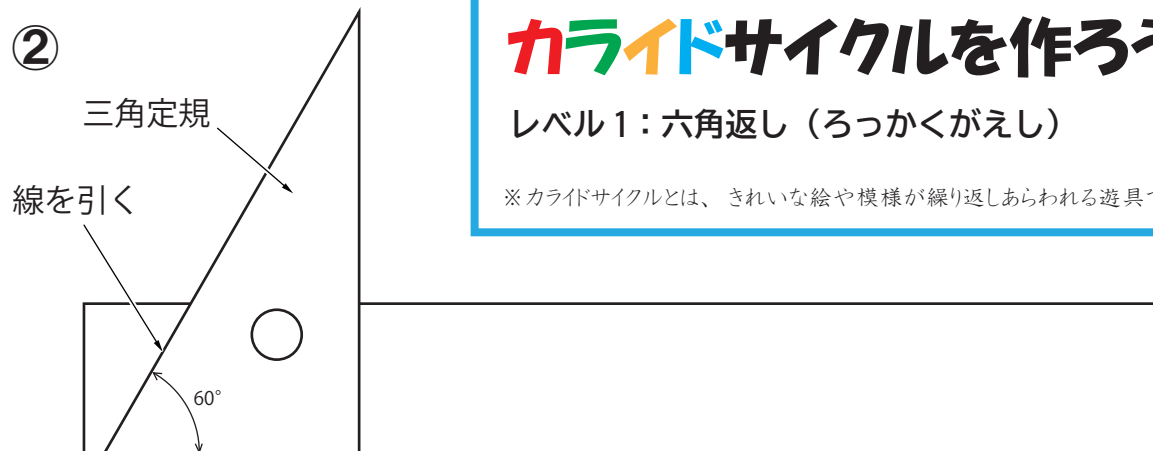 ②
カライドサイクルを作ろ
レベル1：六角返し（ろっかくがえし）
※カライドサイクルとは、きれいな絵や模様が繰り返しあらわれる遊具
三角定規
線を引く
60°